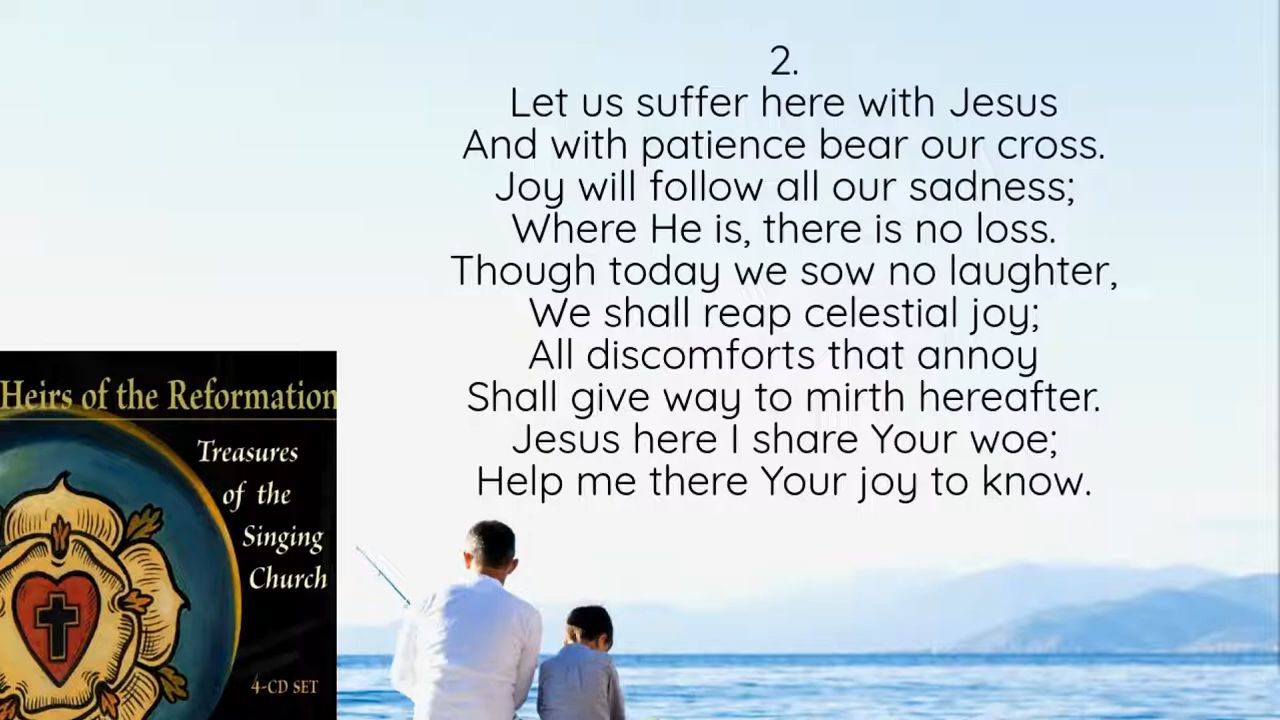 2.
Let us suffer here with Jesus
And with patience bear our cross.
Joy will follow all our sadness;
Where He is, there is no loss.
Though today we sow no laughter,
We shall reap celestial joy;
All discomforts that annoy
Shall give way to mirth hereafter.
Jesus here I share Your woe;
Help me there Your joy to know.
Heirs of the Reformation
Treasures
of the
Singing
Church
4-CD SET